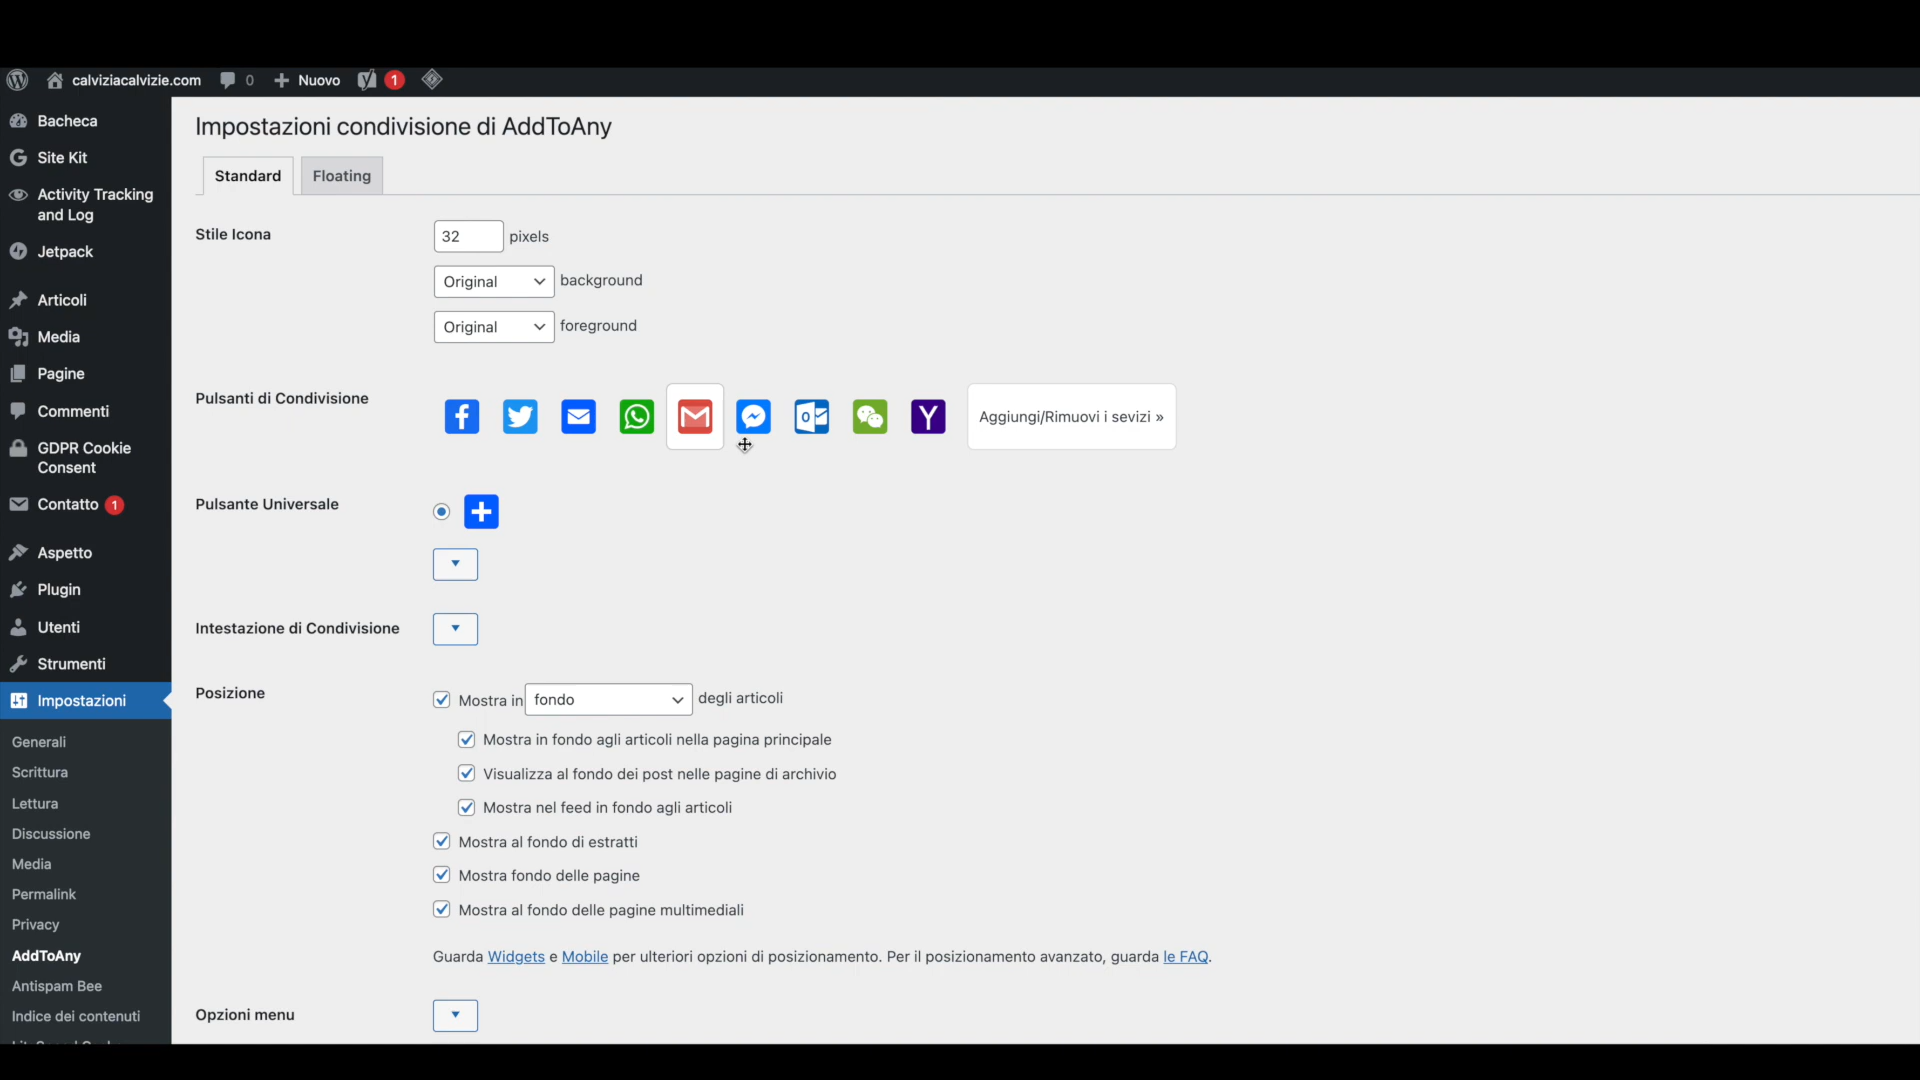 calviziacalvizie.com 0 Nuovo 1
Bacheca
Site Kit
Activity Tracking
and Log
Jetpack
Articoli
Media
Pagine
Commenti
GDPR Cookie
Consent
Contatto 1
Aspetto
Plugin
Utenti
Strumenti
Impostazioni
Generali
Scrittura
Lettura
Discussione
Media
Permalink
Privacy
AddToAny
Antispam Bee
Indice dei contenuti
Impostazioni condivisione di AddToAny
Standard Floating
Stile Icona
32 pixels
Original background
Original foreground
Pulsanti di Condivisione
Aggiungi/Rimuovi i sevizi »
Pulsante Universale
Intestazione di Condivisione
Posizione
Mostra in fondo degli articoli
Mostra in fondo agli articoli nella pagina principale
Visualizza al fondo dei post nelle pagine di archivio
Mostra nel feed in fondo agli articoli
Mostra al fondo di estratti
Mostra fondo delle pagine
Mostra al fondo delle pagine multimediali
Guarda Widgets e Mobile per ulteriori opzioni di posizionamento. Per il posizionamento avanzato, guarda le FAQ.
Opzioni menu